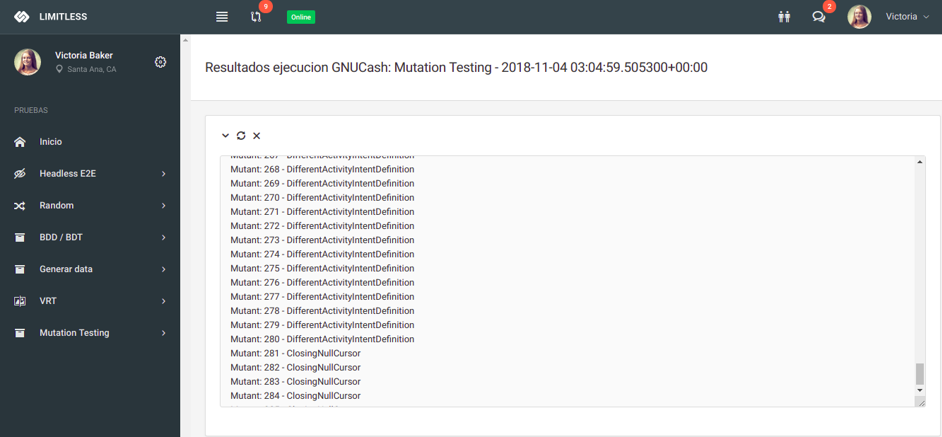 LIMITLESS
9
Online
2
Victoria
Victoria Baker
Santa Ana, CA
PRUEBAS
Inicio
Headless E2E
Random
BDD / BDT
Generar data
VRT
Mutation Testing
Resultados ejecucion GNUCash: Mutation Testing - 2018-11-04 03:04:59.505300+00:00
Mutant: 267 - DifferentActivityIntentDefinition
Mutant: 268 - DifferentActivityIntentDefinition
Mutant: 269 - DifferentActivityIntentDefinition
Mutant: 270 - DifferentActivityIntentDefinition
Mutant: 271 - DifferentActivityIntentDefinition
Mutant: 272 - DifferentActivityIntentDefinition
Mutant: 273 - DifferentActivityIntentDefinition
Mutant: 274 - DifferentActivityIntentDefinition
Mutant: 275 - DifferentActivityIntentDefinition
Mutant: 276 - DifferentActivityIntentDefinition
Mutant: 277 - DifferentActivityIntentDefinition
Mutant: 278 - DifferentActivityIntentDefinition
Mutant: 279 - DifferentActivityIntentDefinition
Mutant: 280 - DifferentActivityIntentDefinition
Mutant: 281 - ClosingNullCursor
Mutant: 282 - ClosingNullCursor
Mutant: 283 - ClosingNullCursor
Mutant: 284 - ClosingNullCursor